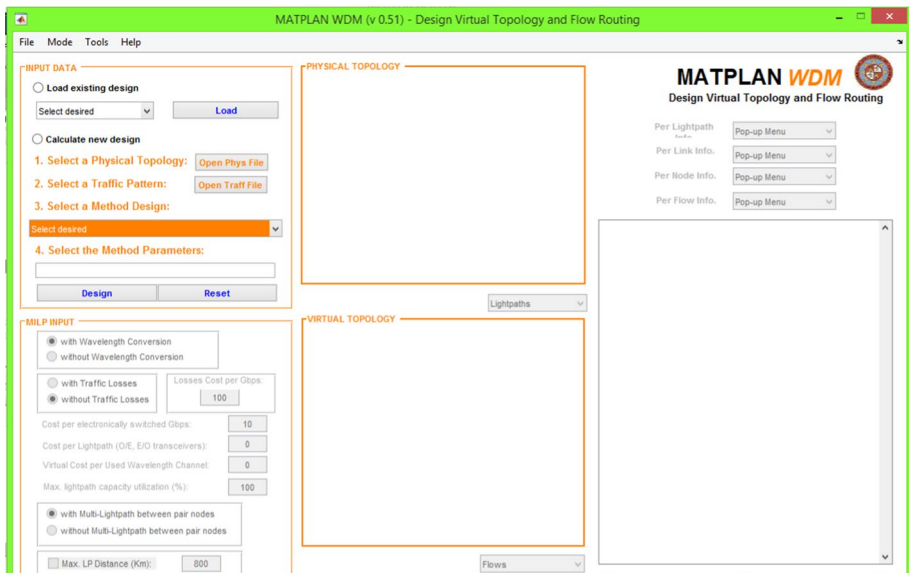 MATPLAN WDM (v 0.51) - Design Virtual Topology and Flow Routing
File Mode Tools Help
INPUT DATA
Load existing design
Select desired
Load
Calculate new design
1. Select a Physical Topology:
Open Phys File
2. Select a Traffic Pattern:
Open Traff File
3. Select a Method Design:
Select desired
4. Select the Method Parameters:
Design
Reset
MILP INPUT
with Wavelength Conversion
without Wavelength Conversion
with Traffic Losses
without Traffic Losses
Losses Cost per Gbps:
100
Cost per electronically switched Gbps:
10
Cost per Lightpath (O/E, E/O transceivers):
0
Virtual Cost per Used Wavelength Channel:
0
Max. lightpath capacity utilization (%):
100
with Multi-Lightpath between pair nodes
without Multi-Lightpath between pair nodes
Max. LP Distance (Km):
800
PHYSICAL TOPOLOGY
Lightpaths
VIRTUAL TOPOLOGY
Flows
MATPLAN WDM
Design Virtual Topology and Flow Routing
Per Lightpath
Pop-up Menu
Per Link Info.
Pop-up Menu
Per Node Info.
Pop-up Menu
Per Flow Info.
Pop-up Menu